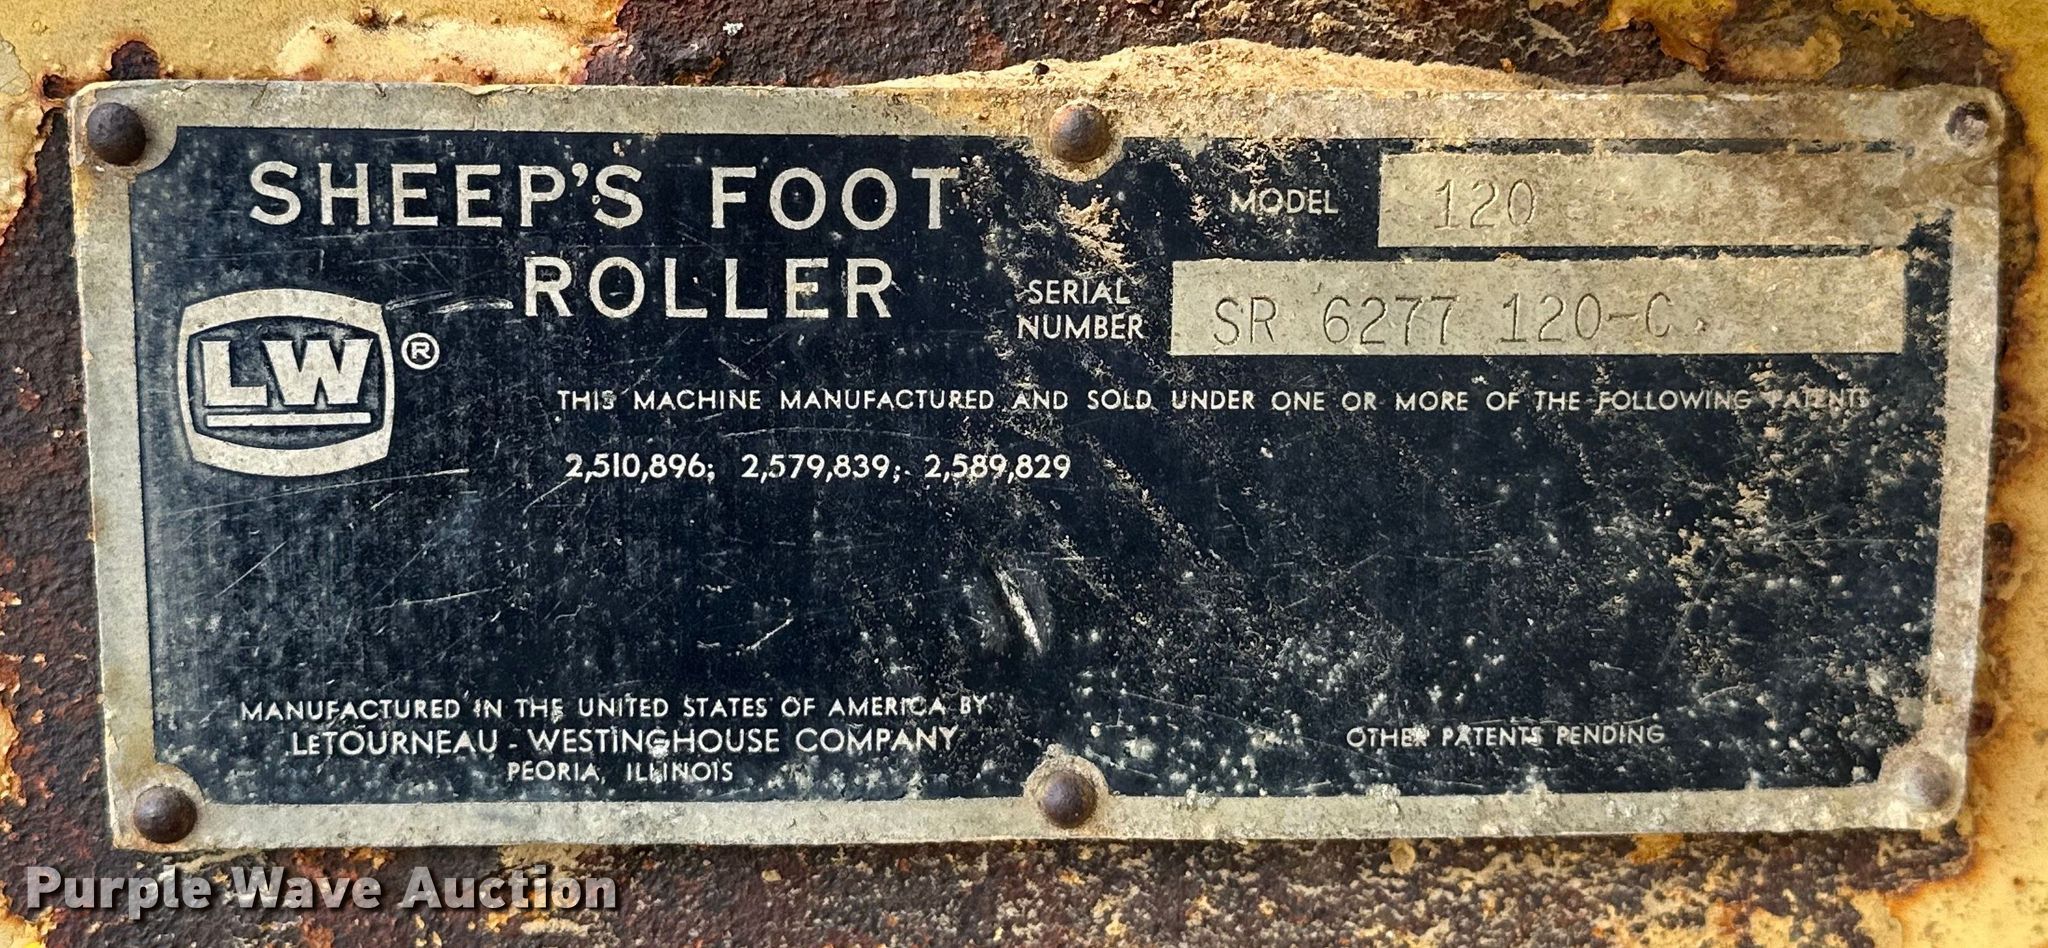 SHEEP'S FOOT
ROLLER
LW ®
MODEL 120
SERIAL
NUMBER SR 6277 120-C
THIS MACHINE MANUFACTURED AND SOLD UNDER ONE OR MORE OF THE FOLLOWING PATENTS
2,510,896; 2,579,839; 2,589,829
MANUFACTURED IN THE UNITED STATES OF AMERICA BY
LETOURNEAU - WESTINGHOUSE COMPANY
PEORIA, ILLINOIS
OTHER PATENTS PENDING
Purple Wave Auction